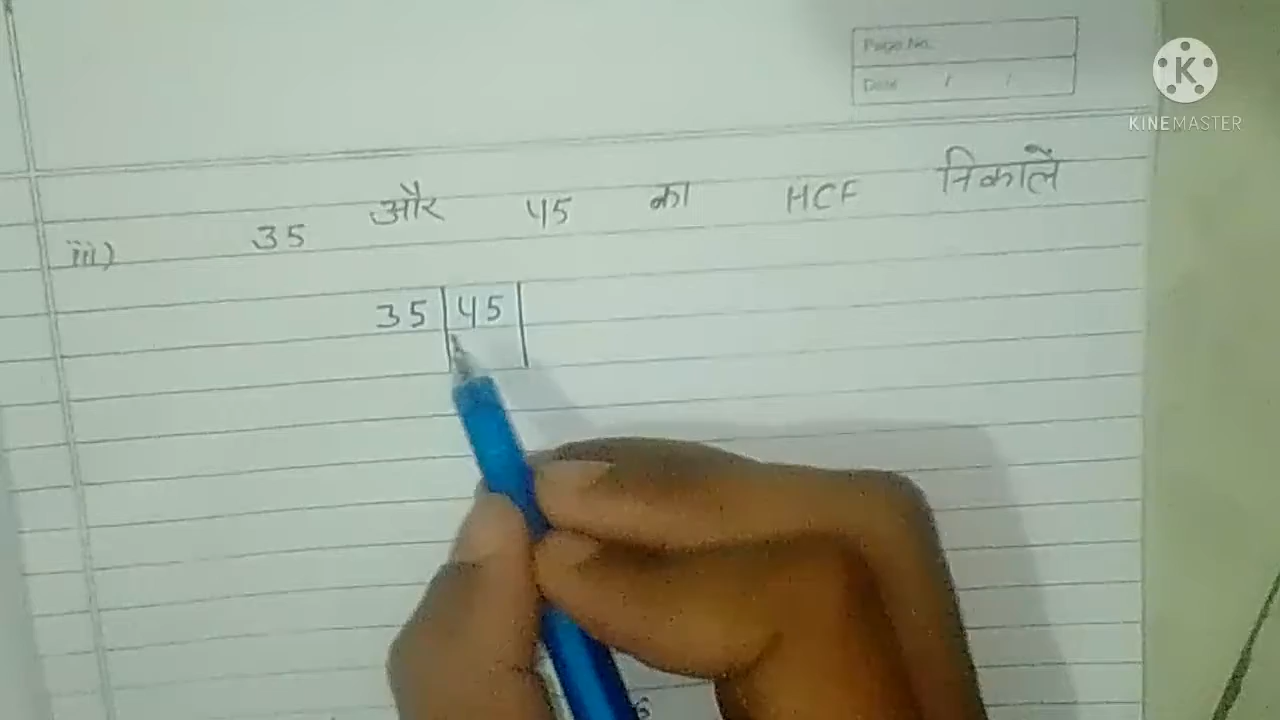 Page No.
Date / /
K
KINEMASTER
iii) 35 और 45 का HCF निकालें
35 45